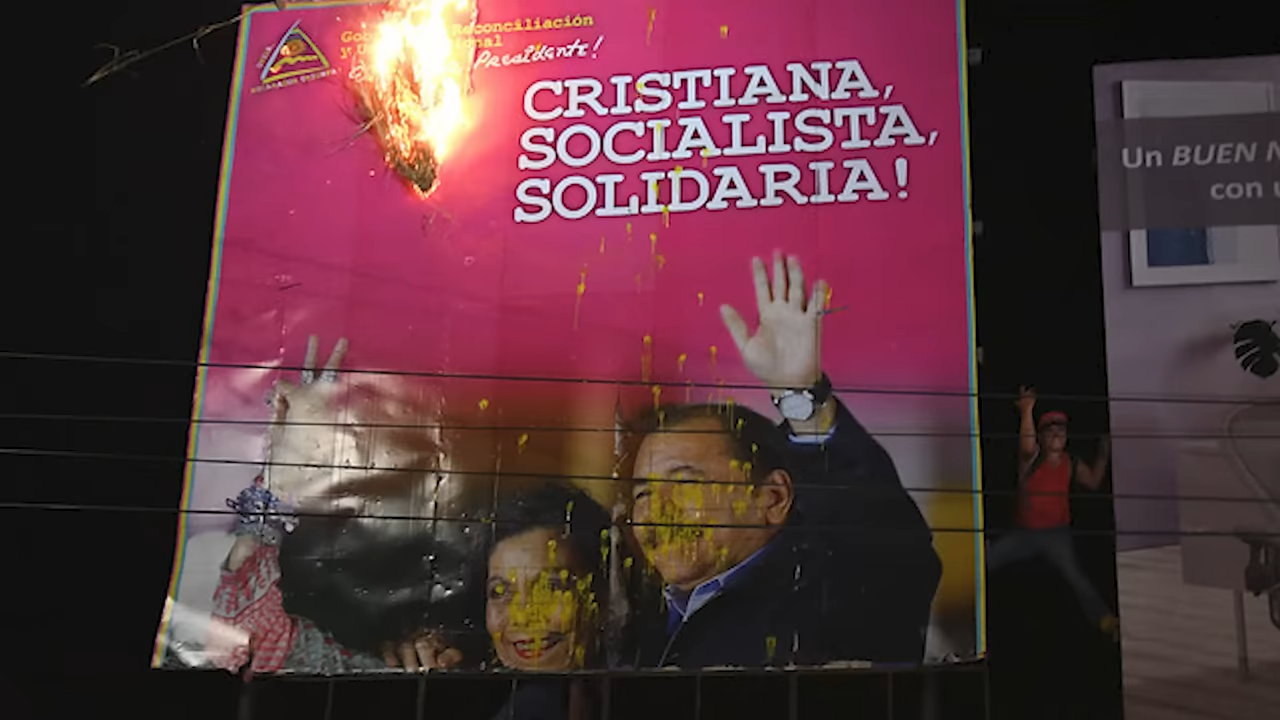 Reconciliación
Presidente!
CRISTIANA,
SOCIALISTA,
SOLIDARIA!
Un BUEN
con